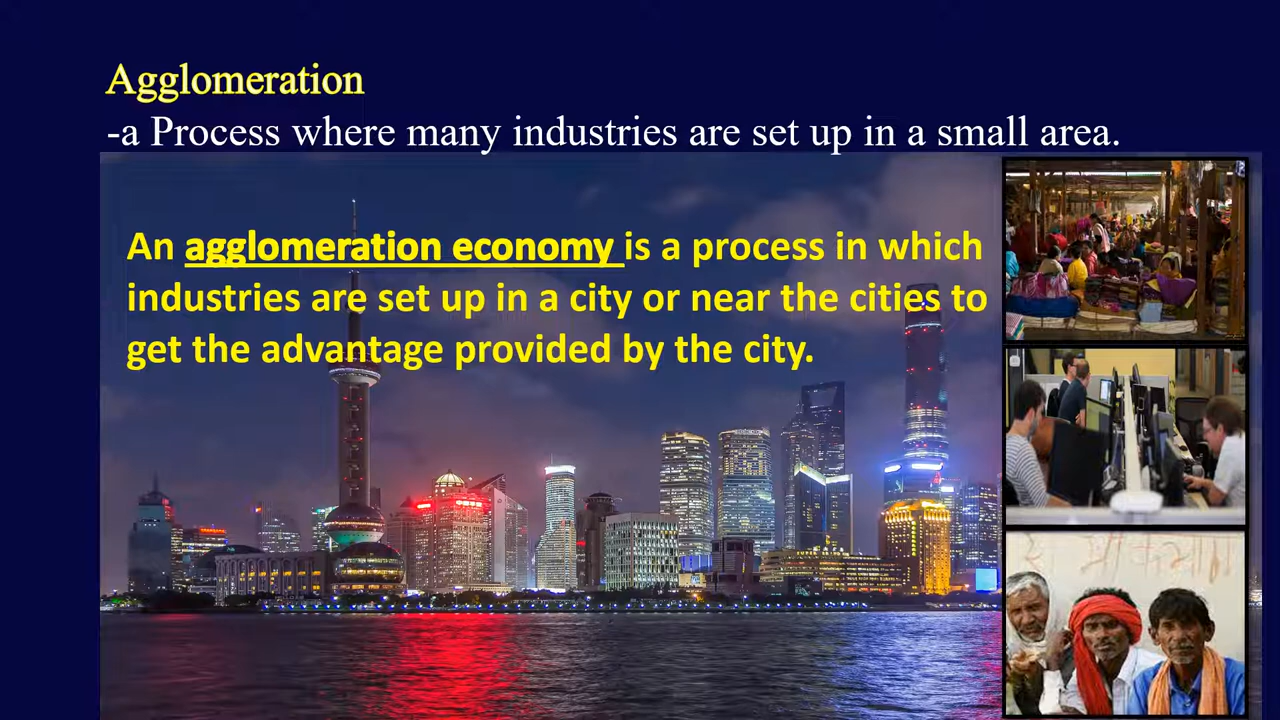 Agglomeration
-a Process where many industries are set up in a small area.
An agglomeration economy is a process in which
industries are set up in a city or near the cities to
get the advantage provided by the city.